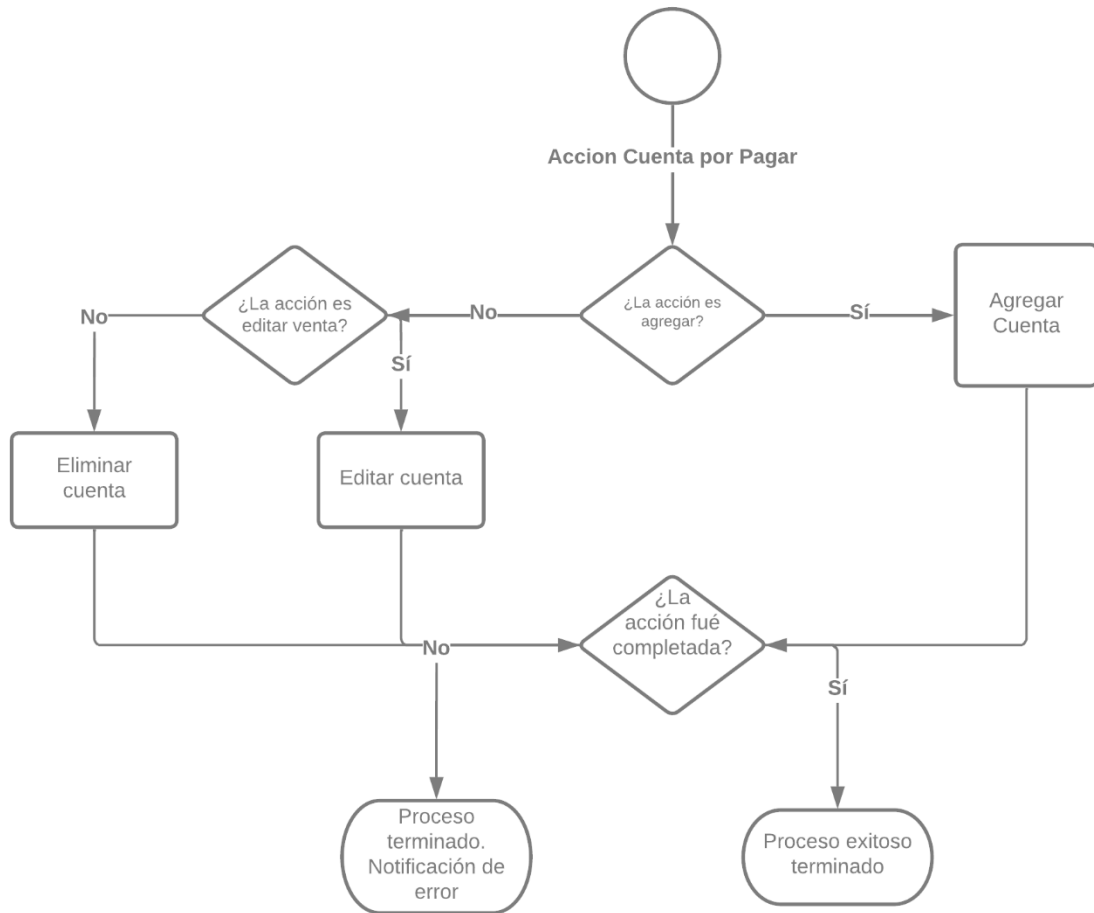 Accion Cuenta por Pagar
¿La acción es
editar venta?
¿La acción es
agregar?
Agregar
Cuenta
No
No
Sí
Sí
Eliminar
cuenta
Editar cuenta
¿La
acción fué
completada?
No
Sí
Proceso
terminado.
Notificación de
error
Proceso exitoso
terminado